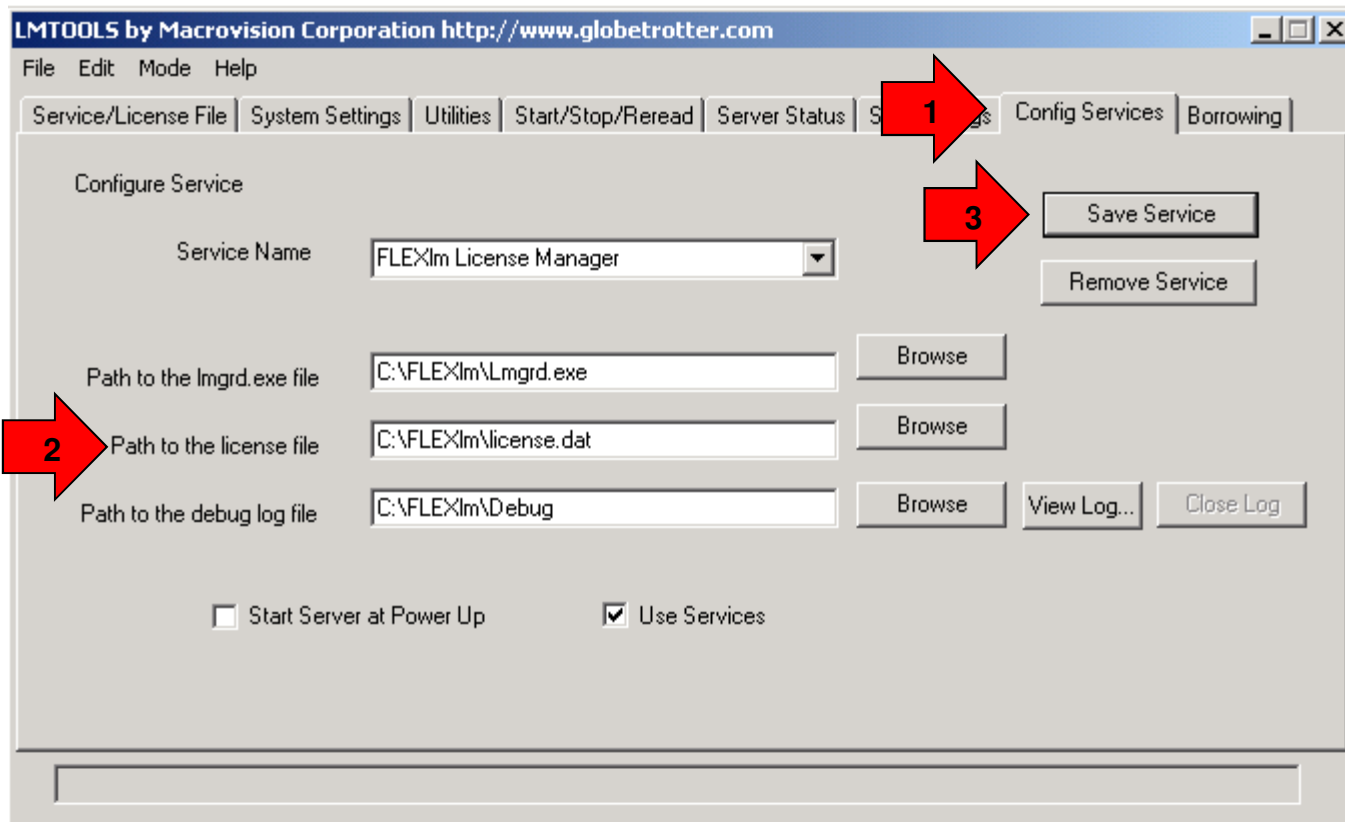 LMTOOLS by Macrovision Corporation http://www.globetrotter.com
File Edit Mode Help
Service/License File System Settings Utilities Start/Stop/Reread Server Status 1 Config Services Borrowing
Configure Service
3 Save Service
Service Name FLEXlm License Manager
Remove Service
Path to the lmgrd.exe file C:\FLEXlm\Lmgrd.exe Browse
2 Path to the license file C:\FLEXlm\license.dat Browse
Path to the debug log file C:\FLEXlm\Debug Browse View Log... Close Log
Start Server at Power Up Use Services